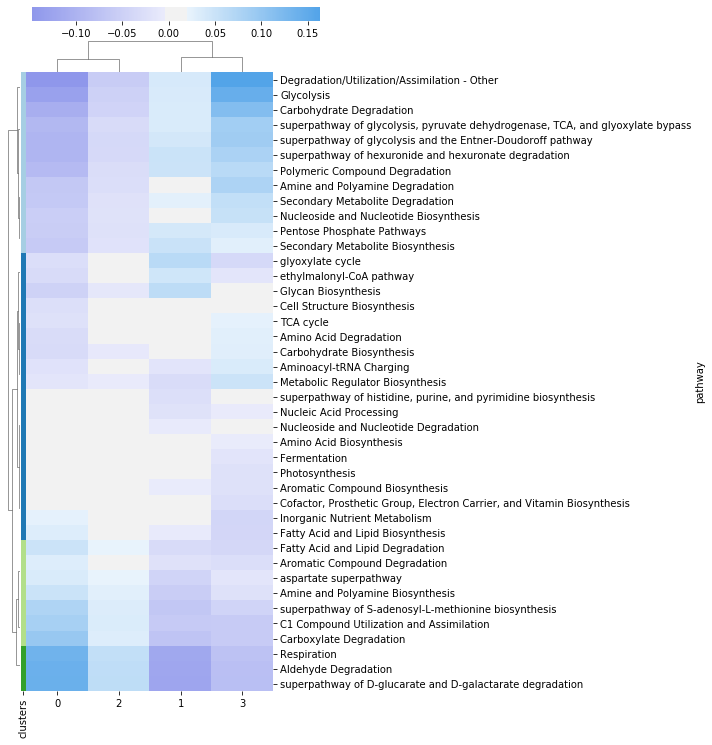 −0.10 −0.05 0.00 0.05 0.10 0.15
Degradation/Utilization/Assimilation - Other
Glycolysis
Carbohydrate Degradation
superpathway of glycolysis, pyruvate dehydrogenase, TCA, and glyoxylate bypass
superpathway of glycolysis and the Entner-Doudoroff pathway
superpathway of hexuronide and hexuronate degradation
Polymeric Compound Degradation
Amine and Polyamine Degradation
Secondary Metabolite Degradation
Nucleoside and Nucleotide Biosynthesis
Pentose Phosphate Pathways
Secondary Metabolite Biosynthesis
glyoxylate cycle
ethylmalonyl-CoA pathway
Glycan Biosynthesis
Cell Structure Biosynthesis
TCA cycle
Amino Acid Degradation
Carbohydrate Biosynthesis
Aminoacyl-tRNA Charging
Metabolic Regulator Biosynthesis
superpathway of histidine, purine, and pyrimidine biosynthesis
Nucleic Acid Processing
Nucleoside and Nucleotide Degradation
Amino Acid Biosynthesis
Fermentation
Photosynthesis
Aromatic Compound Biosynthesis
Cofactor, Prosthetic Group, Electron Carrier, and Vitamin Biosynthesis
Inorganic Nutrient Metabolism
Fatty Acid and Lipid Biosynthesis
Fatty Acid and Lipid Degradation
Aromatic Compound Degradation
aspartate superpathway
Amine and Polyamine Biosynthesis
superpathway of S-adenosyl-L-methionine biosynthesis
C1 Compound Utilization and Assimilation
Carboxylate Degradation
Respiration
Aldehyde Degradation
superpathway of D-glucarate and D-galactarate degradation
pathway
clusters
0 2 1 3